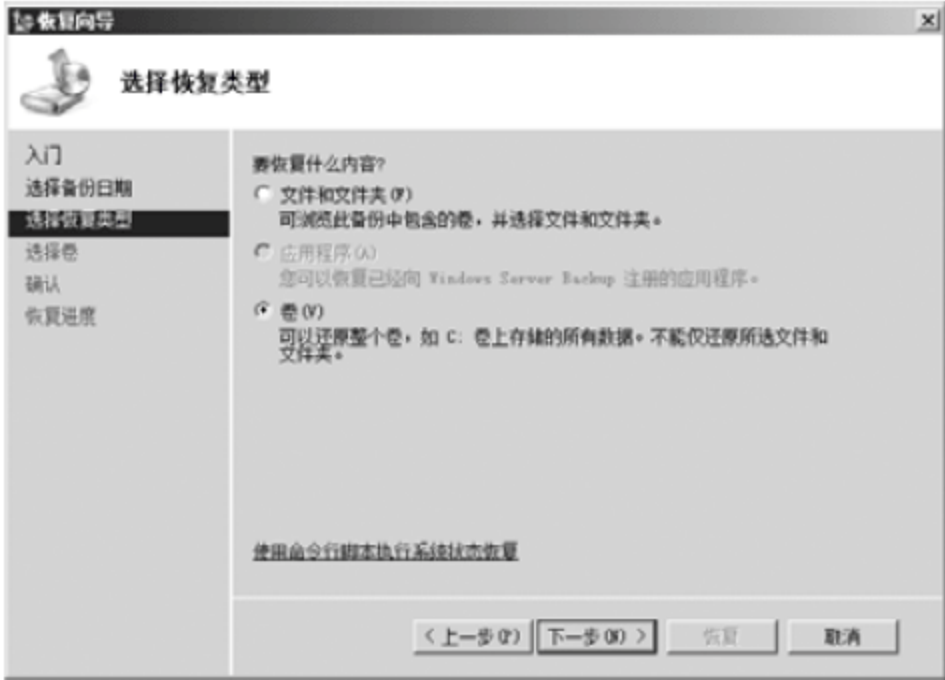 恢复向导
选择恢复类型
入门
选择备份日期
选择恢复类型
选择卷
确认
恢复进度
要恢复什么内容?
文件和文件夹(F)
可浏览此备份中包含的卷，并选择文件和文件夹。
应用程序(A)
您可以恢复已经向 Windows Server Backup 注册的应用程序。
卷(V)
可以还原整个卷，如 C: 卷上存储的所有数据。不能仅还原所选文件和
文件夹。
使用命令行脚本执行系统状态恢复
< 上一步(P)
下一步(N) >
恢复
取消